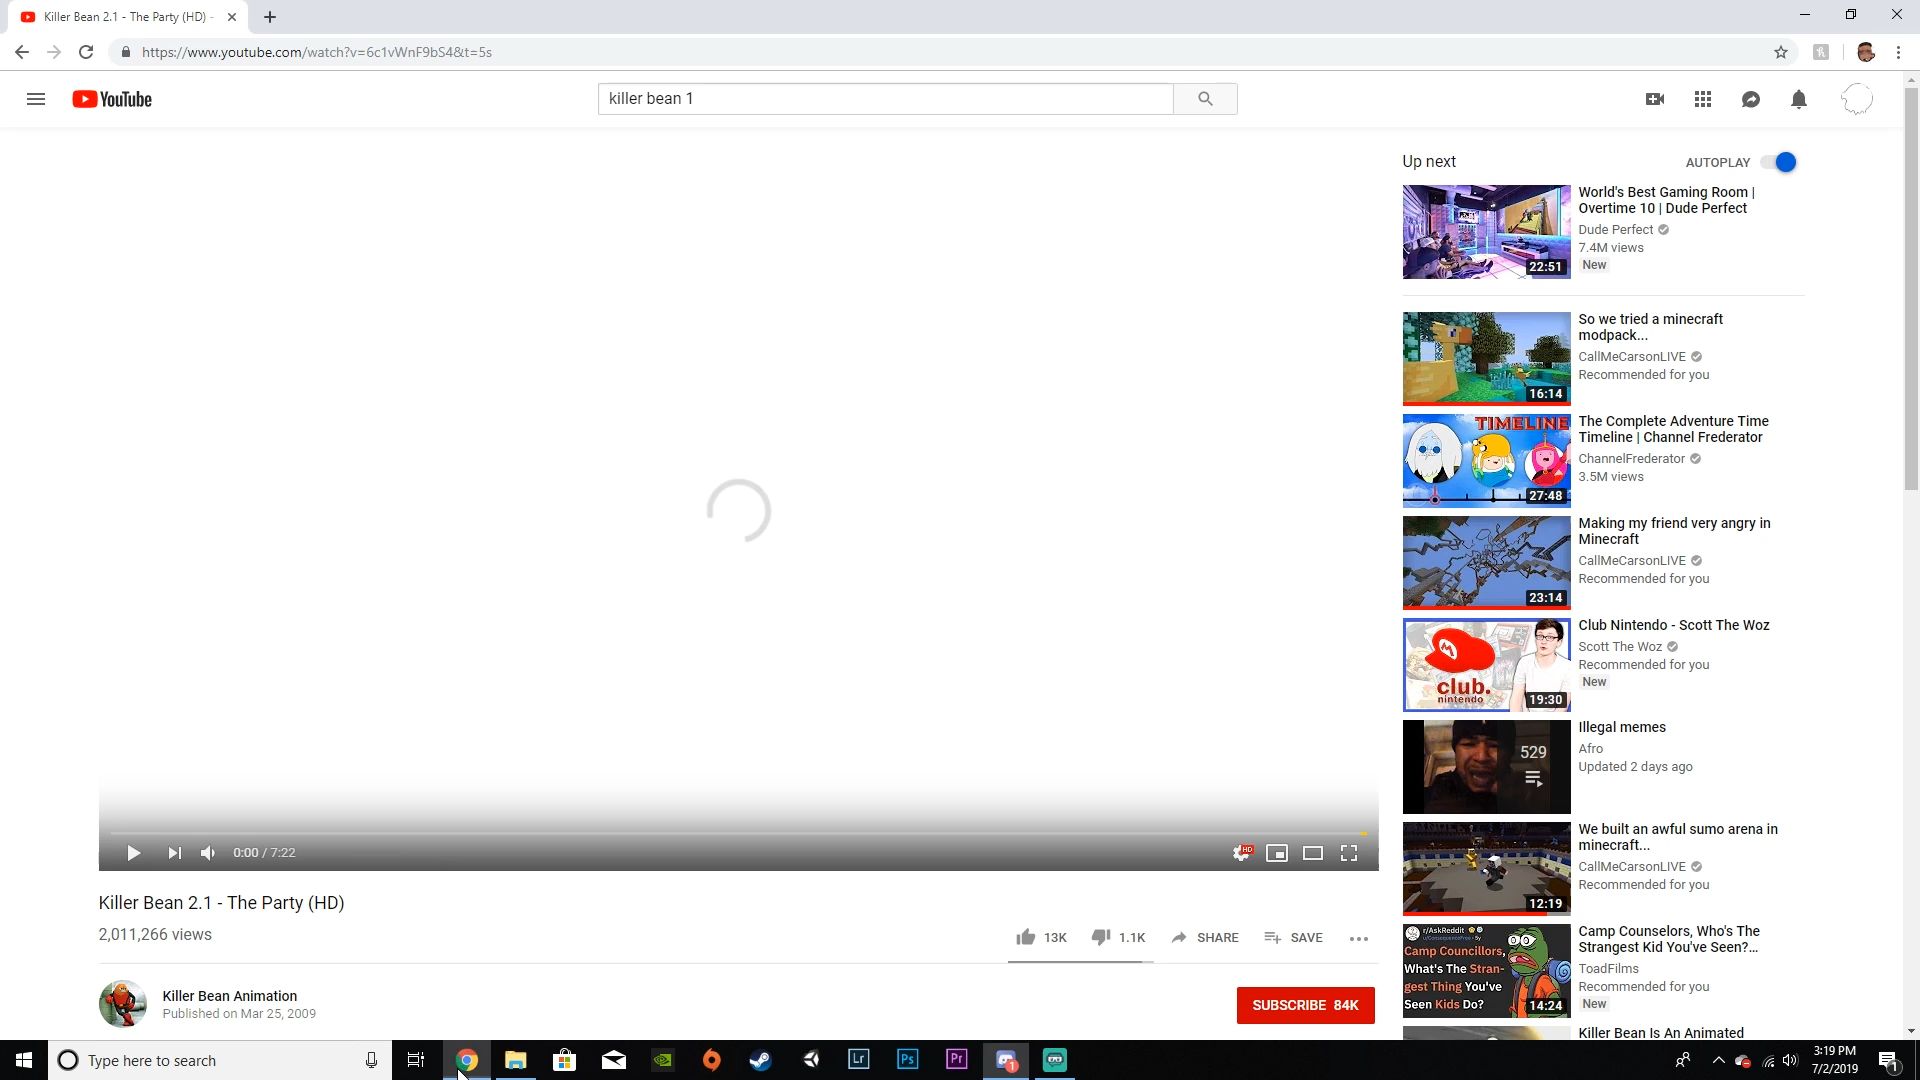 Killer Bean 2.1 - The Party (HD) -
https://www.youtube.com/watch?v=6c1vWnF9bS4&t=5s
YouTube
killer bean 1
Up next
AUTOPLAY
World's Best Gaming Room |
Overtime 10 | Dude Perfect
Dude Perfect
7.4M views
New
22:51
So we tried a minecraft
modpack...
CallMeCarsonLIVE
Recommended for you
16:14
TIMELINE
The Complete Adventure Time
Timeline | Channel Frederator
ChannelFrederator
3.5M views
27:48
Making my friend very angry in
Minecraft
CallMeCarsonLIVE
Recommended for you
23:14
club.
nintendo
Club Nintendo - Scott The Woz
Scott The Woz
Recommended for you
New
19:30
529
Illegal memes
Afro
Updated 2 days ago
We built an awful sumo arena in
minecraft...
CallMeCarsonLIVE
Recommended for you
12:19
r/AskReddit
Camp Councillors,
What's The Stran-
gest Thing You've
Seen Kids Do?
Camp Counselors, Who's The
Strangest Kid You've Seen?...
ToadFilms
Recommended for you
New
14:24
Killer Bean Is An Animated
0:00 / 7:22
HD
Killer Bean 2.1 - The Party (HD)
2,011,266 views
13K
1.1K
SHARE
SAVE
Killer Bean Animation
Published on Mar 25, 2009
SUBSCRIBE 84K
Type here to search
Lr
Ps
Pr
1
3:19 PM
7/2/2019
1